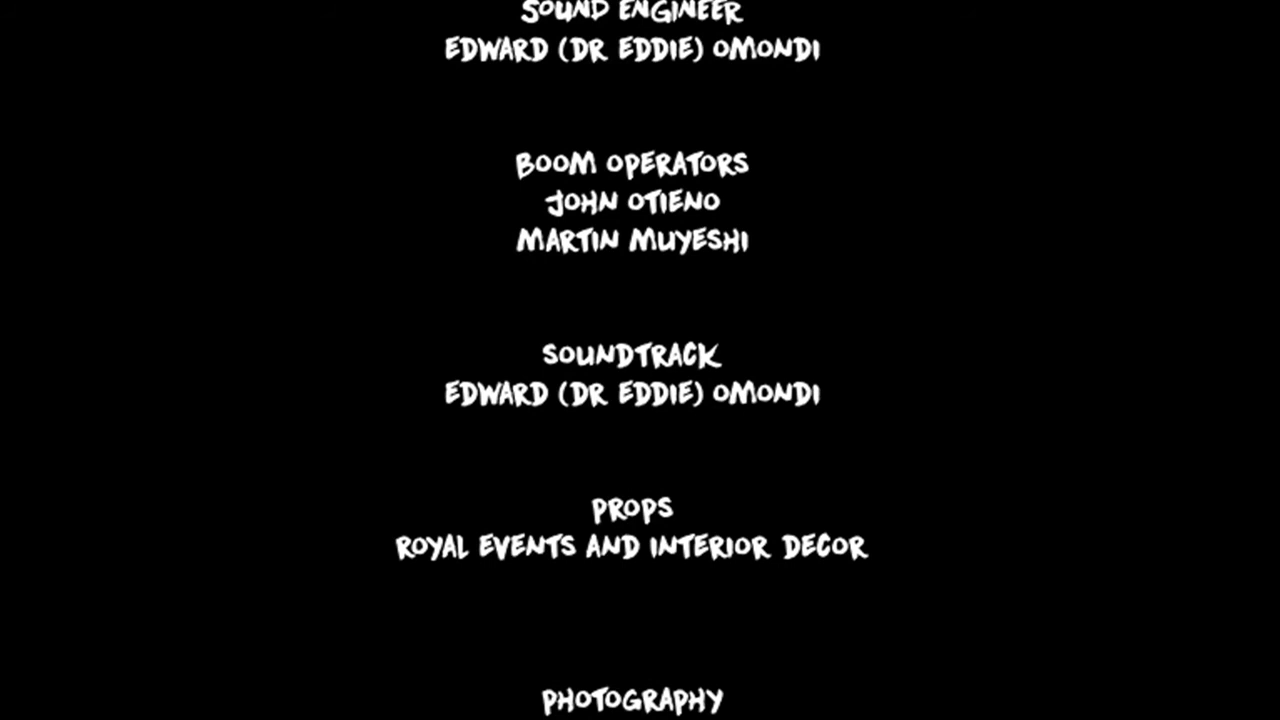 SOUND ENGINEER
EDWARD (DR EDDIE) OMONDI
BOOM OPERATORS
JOHN OTIENO
MARTIN MUYESHI
SOUNDTRACK
EDWARD (DR EDDIE) OMONDI
PROPS
ROYAL EVENTS AND INTERIOR DECOR
PHOTOGRAPHY